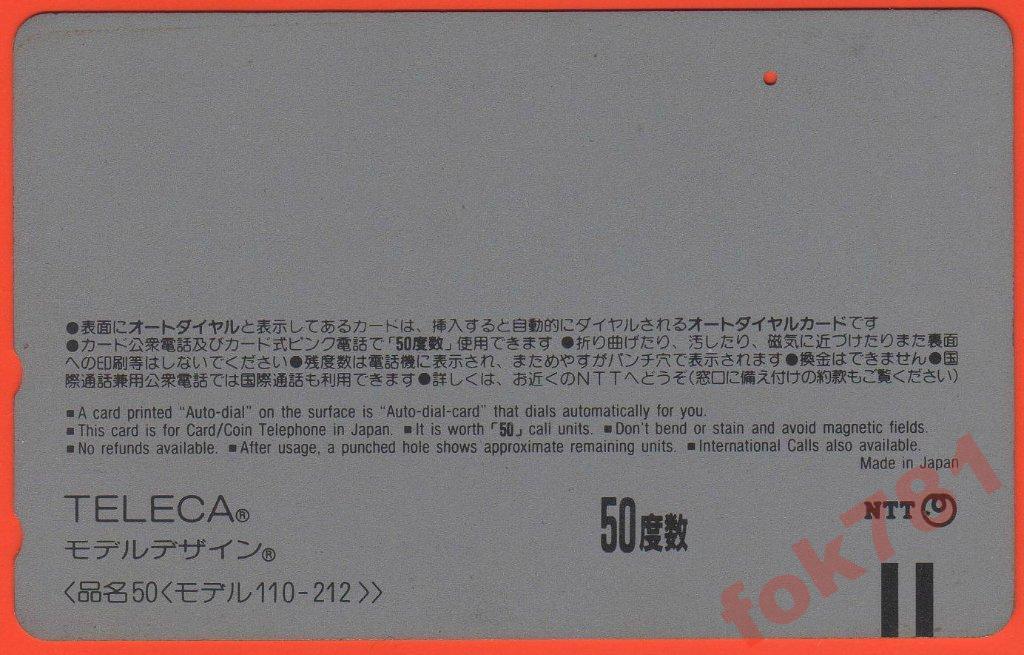 ●表面にオートダイヤルと表示してあるカードは、挿入すると自動的にダイヤルされるオートダイヤルカードです
●カード公衆電話及びカード式ピンク電話で「50度数」使用できます ●折り曲げたり、汚したり、磁気に近づけたりまた裏面
への印刷等はしないでください ●残度数は電話機に表示され、まためやすがパンチ穴で表示されます ●換金はできません ●国
際通話兼用公衆電話では国際通話も利用できます ●詳しくは、お近くのNTTへどうぞ(窓口に備え付けの約款もご覧ください)
■A card printed “Auto-dial” on the surface is “Auto-dial-card” that dials automatically for you.
■This card is for Card/Coin Telephone in Japan. ■It is worth「50」call units. ■Don't bend or stain and avoid magnetic fields.
■No refunds available. ■After usage, a punched hole shows approximate remaining units. ■International Calls also available.
Made in Japan
TELECA®
モデルデザイン®
〈品名50〈モデル110-212〉〉
50度数
NTT
fok781